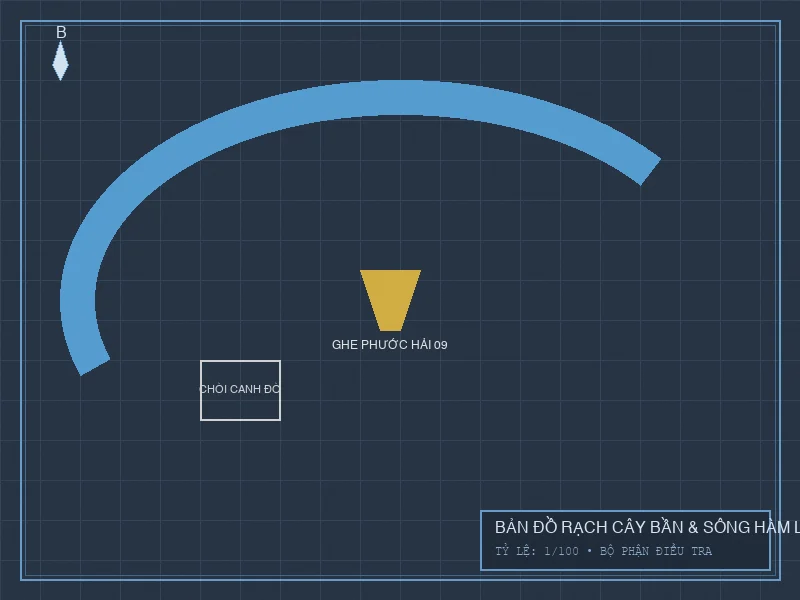 B
GHE PHƯỚC HẢI 09
CHÒI CANH ĐÒ
BẢN ĐỒ RẠCH CÂY BẦN & SÔNG HÀM L
TỶ LỆ: 1/100 • BỘ PHẬN ĐIỀU TRA